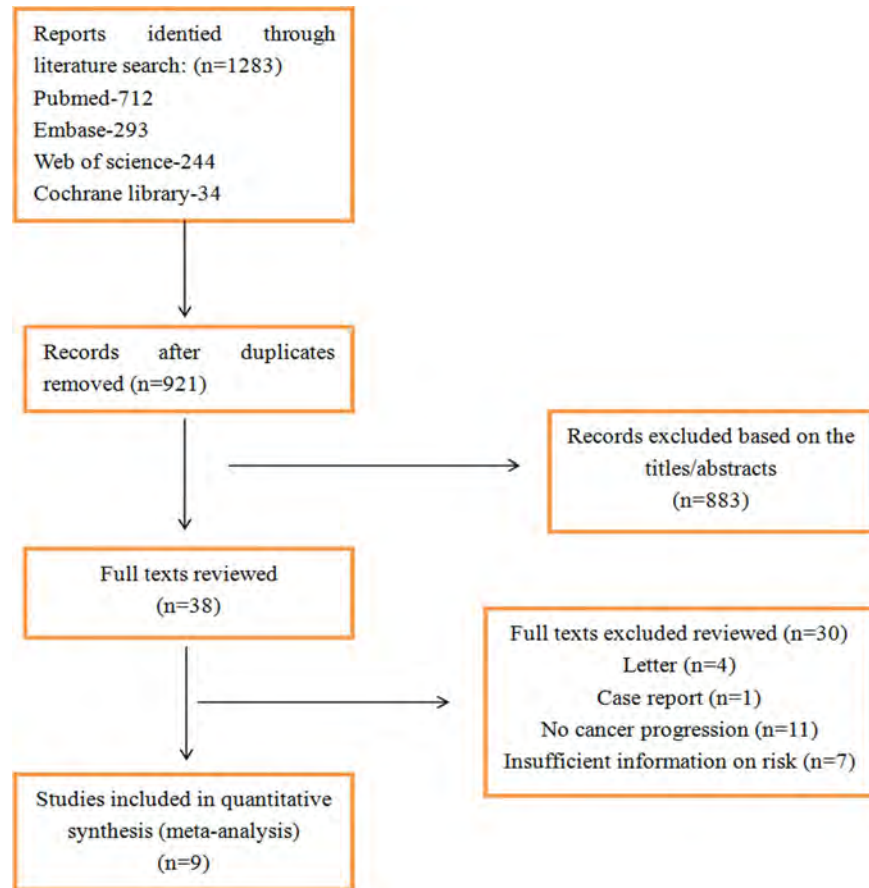 Reports identied through
literature search: (n=1283)
Pubmed-712
Embase-293
Web of science-244
Cochrane library-34
Records after duplicates
removed (n=921)
Records excluded based on the
titles/abstracts
(n=883)
Full texts reviewed
(n=38)
Full texts excluded reviewed (n=30)
Letter (n=4)
Case report (n=1)
No cancer progression (n=11)
Insufficient information on risk (n=7)
Studies included in quantitative
synthesis (meta-analysis)
(n=9)